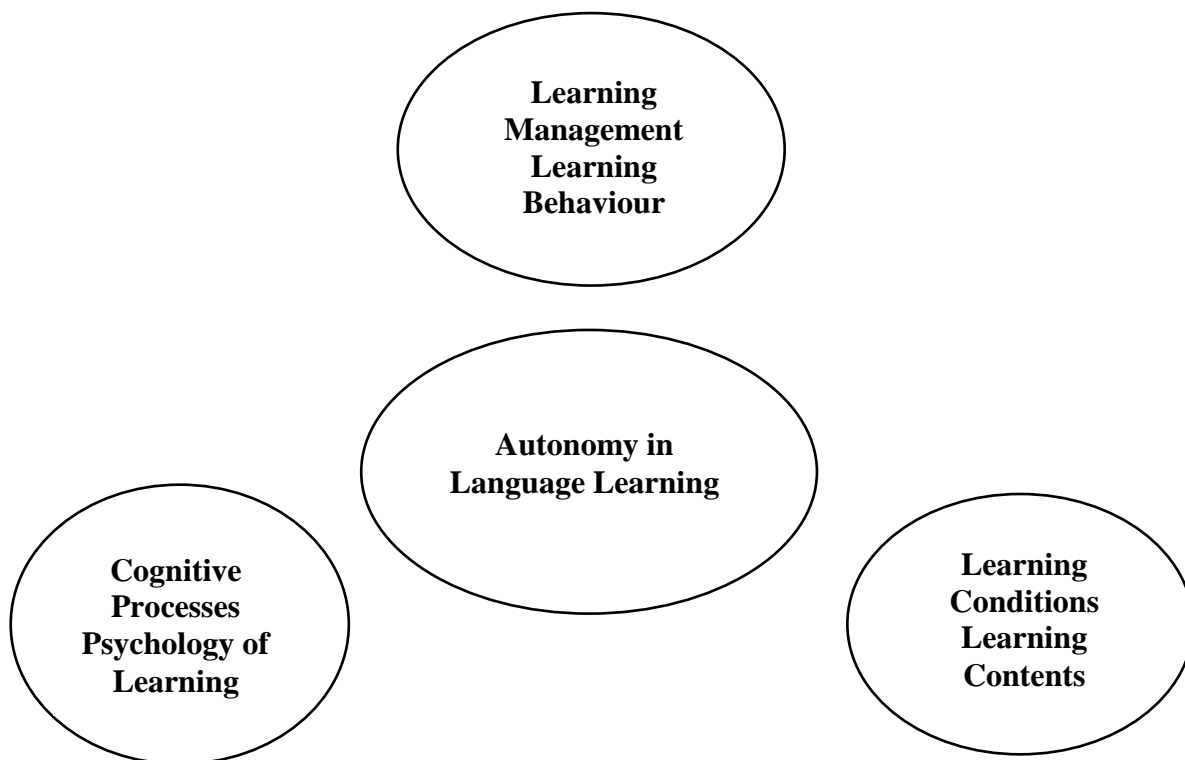 Learning
Management
Learning
Behaviour
Autonomy in
Language Learning
Cognitive
Processes
Psychology of
Learning
Learning
Conditions
Learning
Contents